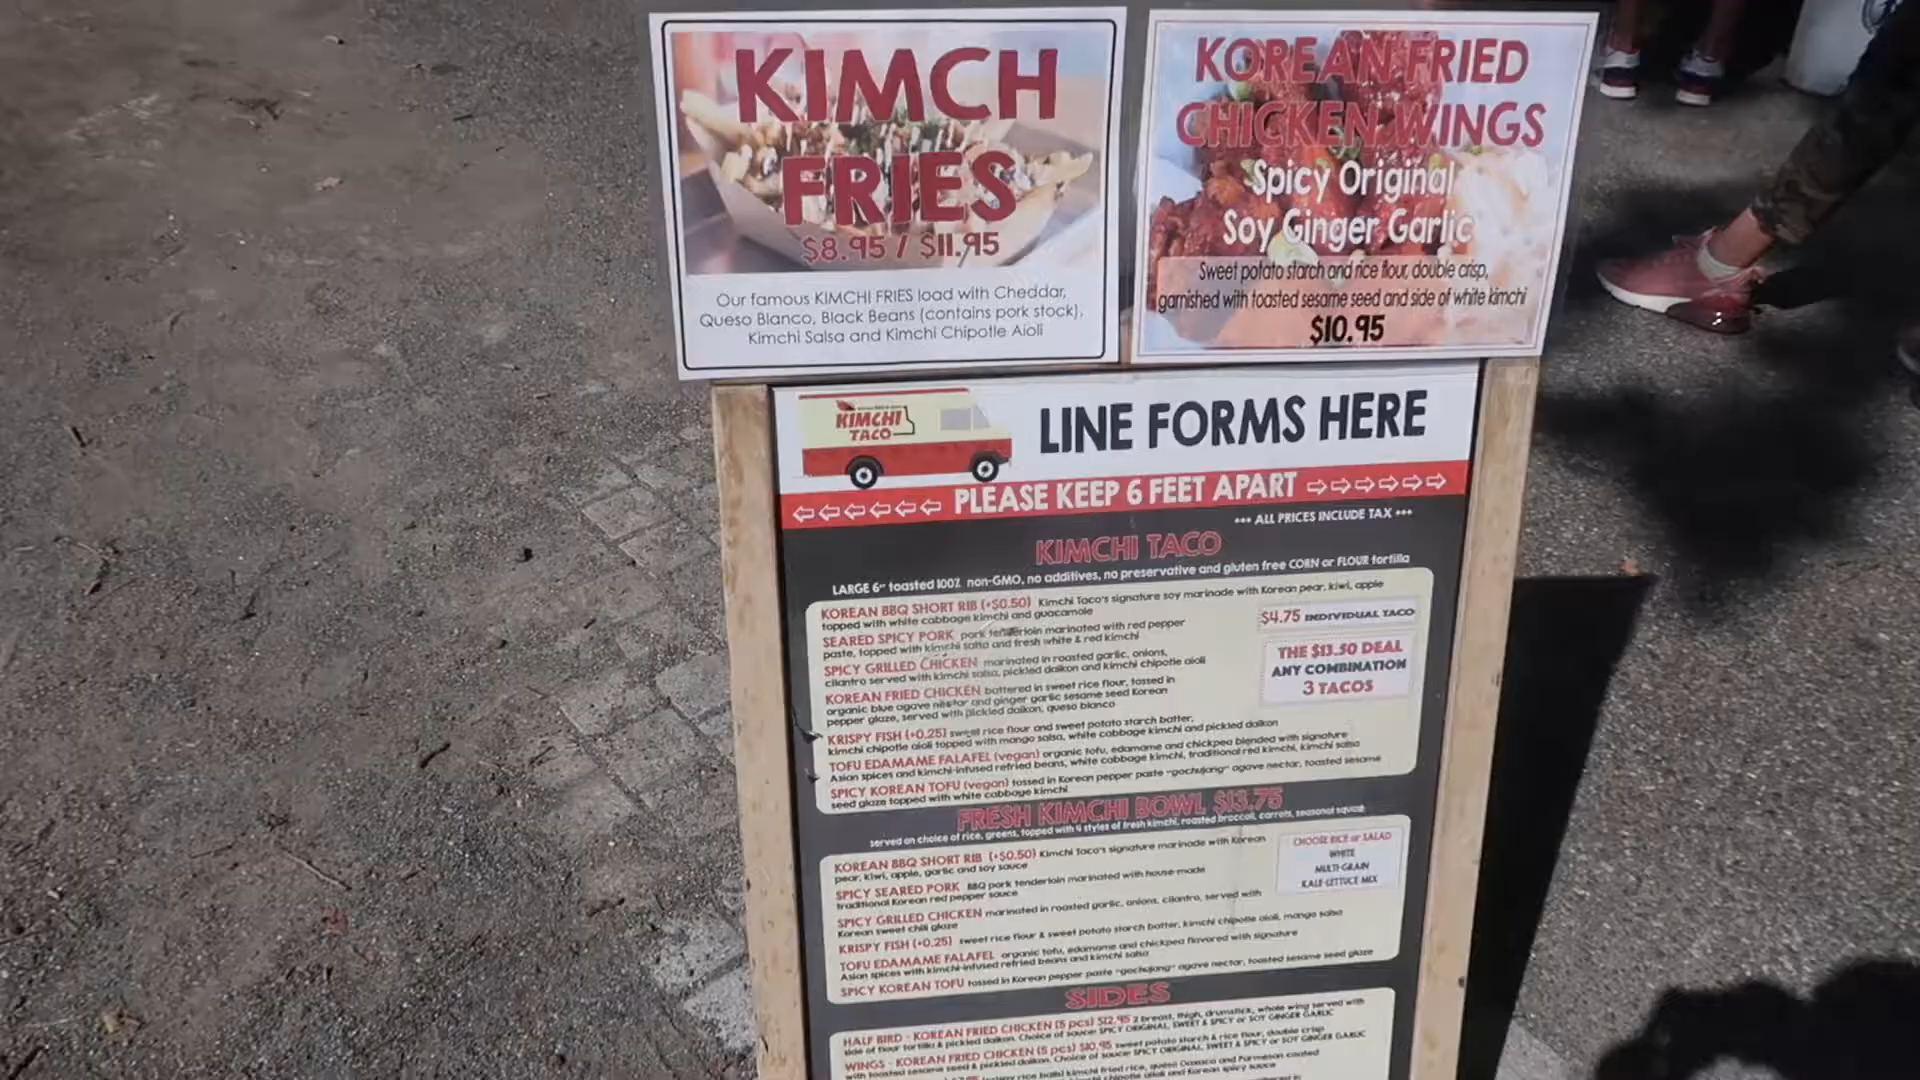 KIMCH
FRIES
$8.95 / $11.95
Our famous KIMCHI FRIES load with Cheddar,
Queso Blanco, Black Beans (contains pork stock),
Kimchi Salsa and Kimchi Chipotle Aioli
KOREAN FRIED
CHICKEN WINGS
Spicy Original
Soy Ginger Garlic
Sweet potato starch and rice flour, double crisp,
garnished with toasted sesame seed and side of white kimchi
$10.95
KIMCHI
TACO
LINE FORMS HERE
PLEASE KEEP 6 FEET APART
*** ALL PRICES INCLUDE TAX ***
KIMCHI TACO
LARGE 6" toasted 100% non-GMO, no additives, no preservative and gluten free CORN or FLOUR tortilla
KOREAN BBQ SHORT RIB (+$0.50) Kimchi Taco's signature soy marinade with Korean pear, kiwi, apple
topped with white cabbage kimchi and guacamole
SEARED SPICY PORK pork tenderloin marinated with red pepper
paste, topped with kimchi salsa and fresh white & red kimchi
SPICY GRILLED CHICKEN marinated in roasted garlic, onions,
cilantro served with kimchi salsa, pickled daikon and kimchi chipotle aioli
KOREAN FRIED CHICKEN battered in sweet rice flour, tossed in
organic blue agave nectar and ginger garlic sesame seed Korean
pepper glaze, served with pickled daikon, queso blanco
KRISPY FISH (+0.25) sweet rice flour and sweet potato starch batter,
kimchi chipotle aioli topped with mango salsa, white cabbage kimchi and pickled daikon
TOFU EDAMAME FALAFEL (vegan) organic tofu, edamame and chickpea blended with signature
Asian spices and kimchi-infused refried beans, white cabbage kimchi, traditional red kimchi, kimchi salsa
SPICY KOREAN TOFU (vegan) tossed in Korean pepper paste "gochujang" agave nectar, toasted sesame
seed glaze topped with white cabbage kimchi
$4.75 INDIVIDUAL TACO
THE $13.50 DEAL
ANY COMBINATION
3 TACOS
FRESH KIMCHI BOWL $13.75
served on choice of rice, greens, topped with 4 styles of fresh kimchi, roasted broccoli, carrots, seasonal squash
KOREAN BBQ SHORT RIB (+$0.50) Kimchi Taco's signature marinade with Korean
pear, kiwi, apple, garlic and soy sauce
SPICY SEARED PORK BBQ pork tenderloin marinated with house-made
traditional Korean red pepper sauce
SPICY GRILLED CHICKEN marinated in roasted garlic, onions, cilantro, served with
Korean sweet chili glaze
KRISPY FISH (+0.25) sweet rice flour & sweet potato starch batter, kimchi chipotle aioli, mango salsa
TOFU EDAMAME FALAFEL organic tofu, edamame and chickpea flavored with signature
Asian spices with kimchi-infused refried beans and kimchi salsa
SPICY KOREAN TOFU tossed in Korean pepper paste "gochujang" agave nectar, toasted sesame seed glaze
CHOOSE RICE or SALAD
WHITE
MULTI-GRAIN
KALE-LETTUCE MIX
SIDES
HALF BIRD - KOREAN FRIED CHICKEN (5 pcs) $12.95 2 breast, thigh, drumstick, whole wing served with
side of flour tortilla & pickled daikon. Choice of sauce: SPICY ORIGINAL, SWEET & SPICY or SOY GINGER GARLIC
WINGS - KOREAN FRIED CHICKEN (5 pcs) $10.95 sweet potato starch & rice flour, double crisp
with toasted sesame seed & pickled daikon. Choice of sauce: SPICY ORIGINAL, SWEET & SPICY or SOY GINGER GARLIC
kimchi fried rice, queso Oaxaca and Parmesan coated
chipotle aioli and Korean spicy sauce